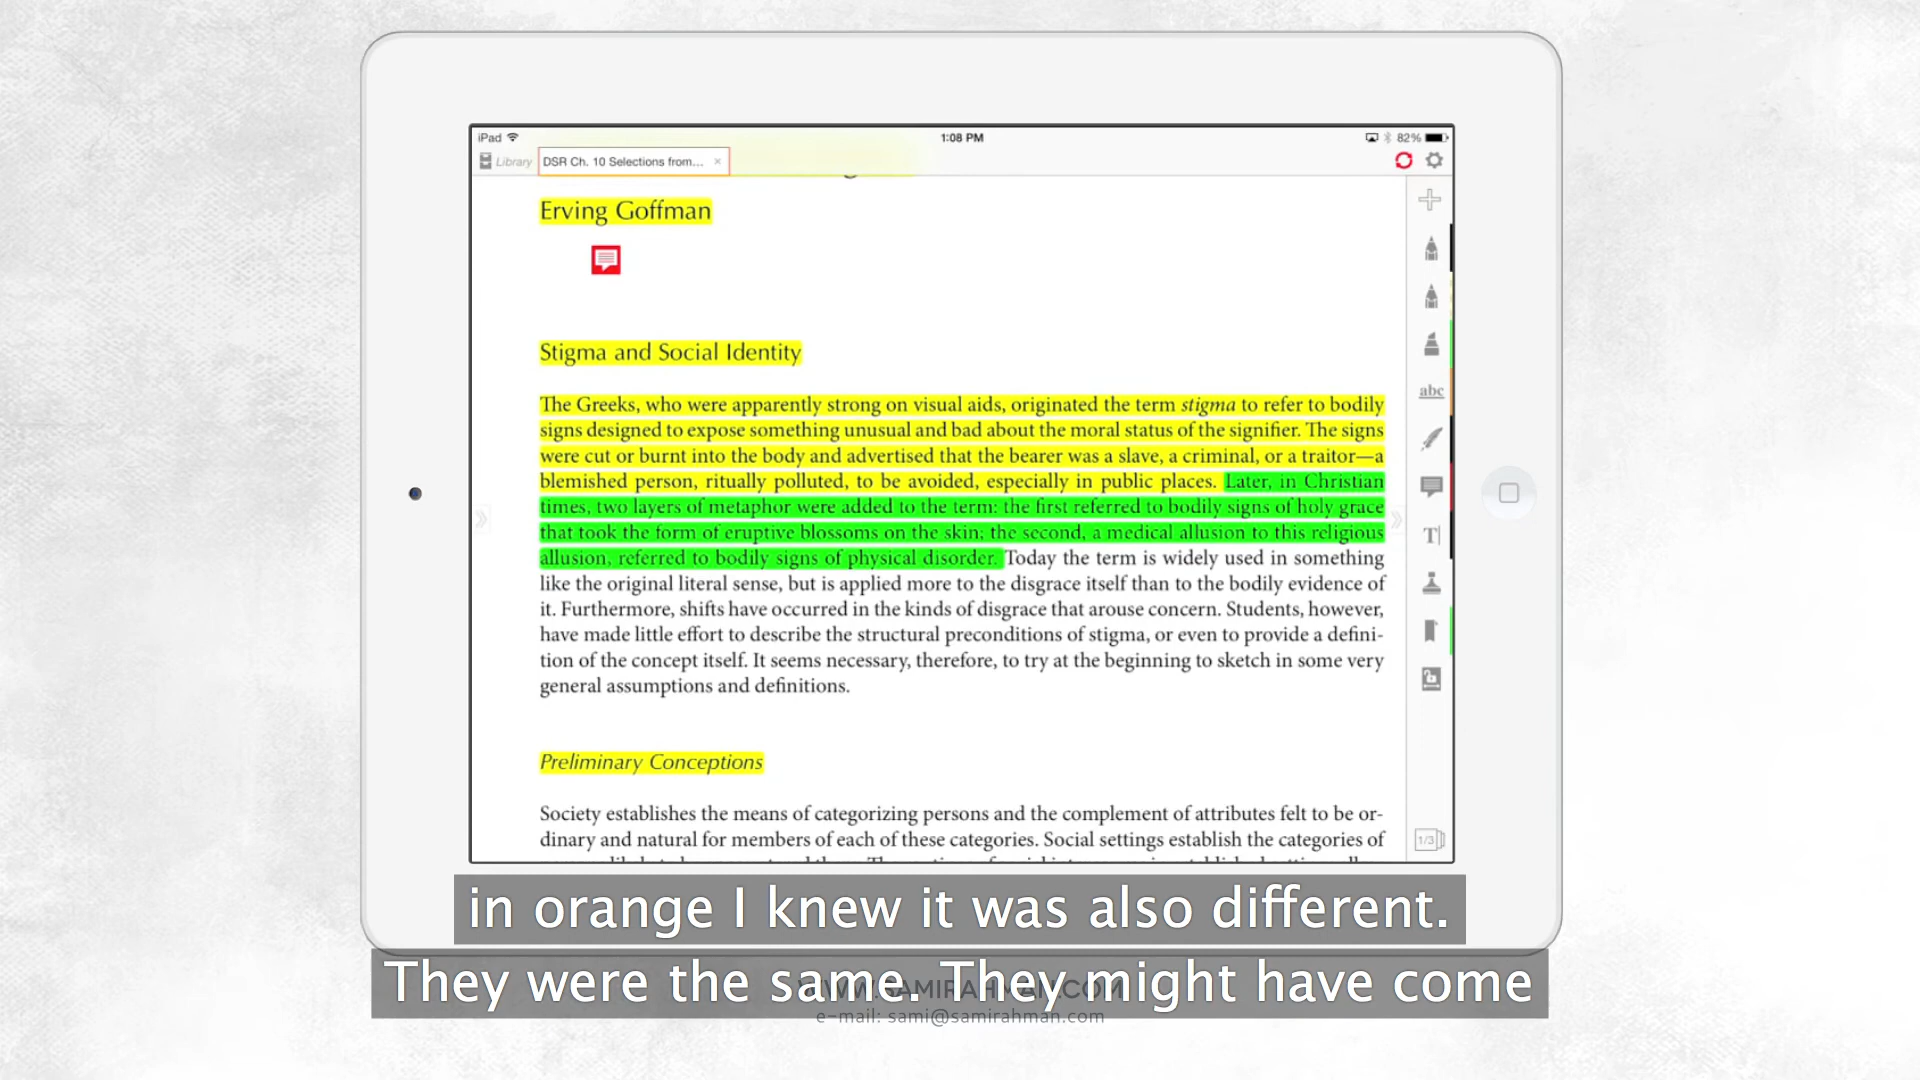 iPad
1:08 PM
82%
Library
DSR Ch. 10 Selections from... ×
Erving Goffman
Stigma and Social Identity
The Greeks, who were apparently strong on visual aids, originated the term stigma to refer to bodily
signs designed to expose something unusual and bad about the moral status of the signifier. The signs
were cut or burnt into the body and advertised that the bearer was a slave, a criminal, or a traitor—a
blemished person, ritually polluted, to be avoided, especially in public places. Later, in Christian
times, two layers of metaphor were added to the term: the first referred to bodily signs of holy grace
that took the form of eruptive blossoms on the skin; the second, a medical allusion to this religious
allusion, referred to bodily signs of physical disorder. Today the term is widely used in something
like the original literal sense, but is applied more to the disgrace itself than to the bodily evidence of
it. Furthermore, shifts have occurred in the kinds of disgrace that arouse concern. Students, however,
have made little effort to describe the structural preconditions of stigma, or even to provide a defini-
tion of the concept itself. It seems necessary, therefore, to try at the beginning to sketch in some very
general assumptions and definitions.
Preliminary Conceptions
Society establishes the means of categorizing persons and the complement of attributes felt to be or-
dinary and natural for members of each of these categories. Social settings establish the categories of
abc
T
1/3
in orange I knew it was also different.
They were the same. They might have come
WWW.SAMIRAHMAN.COM
e-mail: sami@samirahman.com